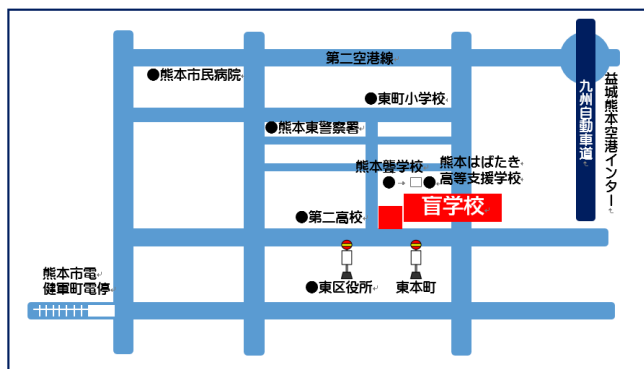 第二空港線
●熊本市民病院
●東町小学校
●熊本東警察署
熊本聾学校
熊本はばたき
高等支援学校
盲学校
●第二高校
熊本市電
健軍町電停
●東区役所
東本町
九州自動車道
益城熊本空港インター